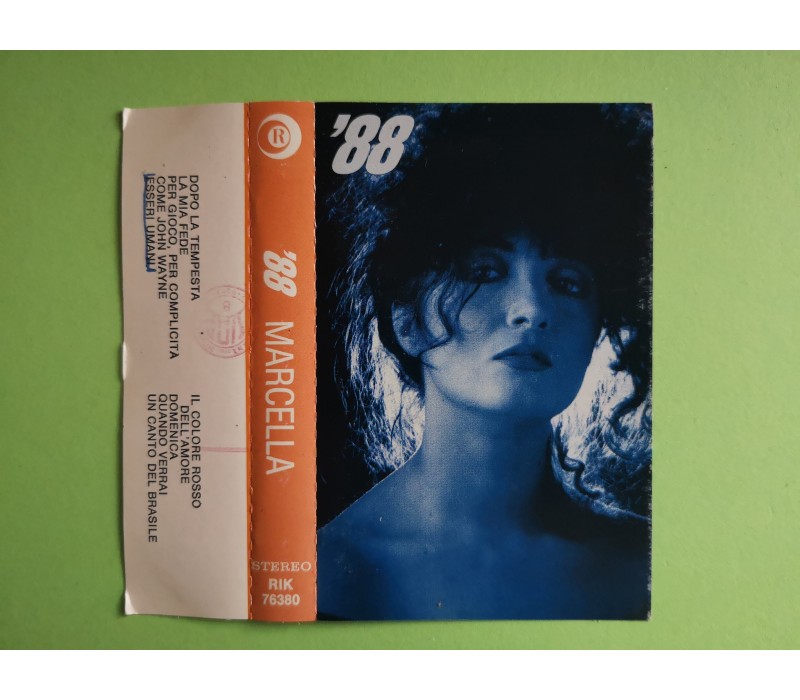 DOPO LA TEMPESTA
LA MIA FEDE
PER GIOCO, PER COMPLICITA
COME JOHN WAYNE
ESSERI UMANI
IL COLORE ROSSO
DELL'AMORE
DOMENICA
QUANDO VERRAI
UN CANTO DEL BRASILE
R
'88 MARCELLA
STEREO
RIK
76380
'88